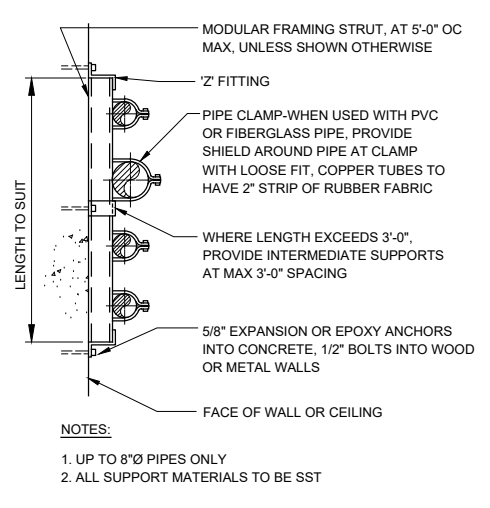 MODULAR FRAMING STRUT, AT 5'-0" OC
MAX, UNLESS SHOWN OTHERWISE
'Z' FITTING
PIPE CLAMP-WHEN USED WITH PVC
OR FIBERGLASS PIPE, PROVIDE
SHIELD AROUND PIPE AT CLAMP
WITH LOOSE FIT, COPPER TUBES TO
HAVE 2" STRIP OF RUBBER FABRIC
LENGTH TO SUIT
WHERE LENGTH EXCEEDS 3'-0",
PROVIDE INTERMEDIATE SUPPORTS
AT MAX 3'-0" SPACING
5/8" EXPANSION OR EPOXY ANCHORS
INTO CONCRETE, 1/2" BOLTS INTO WOOD
OR METAL WALLS
FACE OF WALL OR CEILING
NOTES:
1. UP TO 8"Ø PIPES ONLY
2. ALL SUPPORT MATERIALS TO BE SST